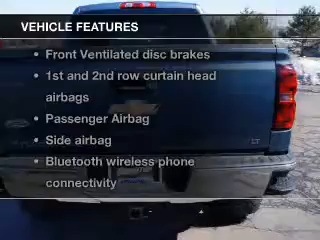 VEHICLE FEATURES
• Front Ventilated disc brakes
• 1st and 2nd row curtain head
airbags
• Passenger Airbag
• Side airbag
• Bluetooth wireless phone
connectivity
LT